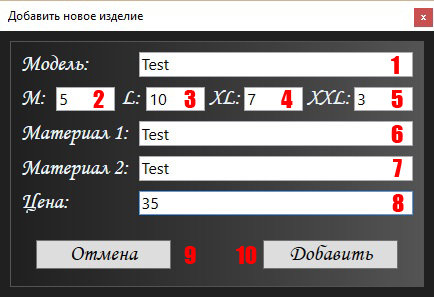 Добавить новое изделие x
Модель: Test 1
M: 5 2 L: 10 3 XL: 7 4 XXL: 3 5
Материал 1: Test 6
Материал 2: Test 7
Цена: 35 8
Отмена 9 10 Добавить